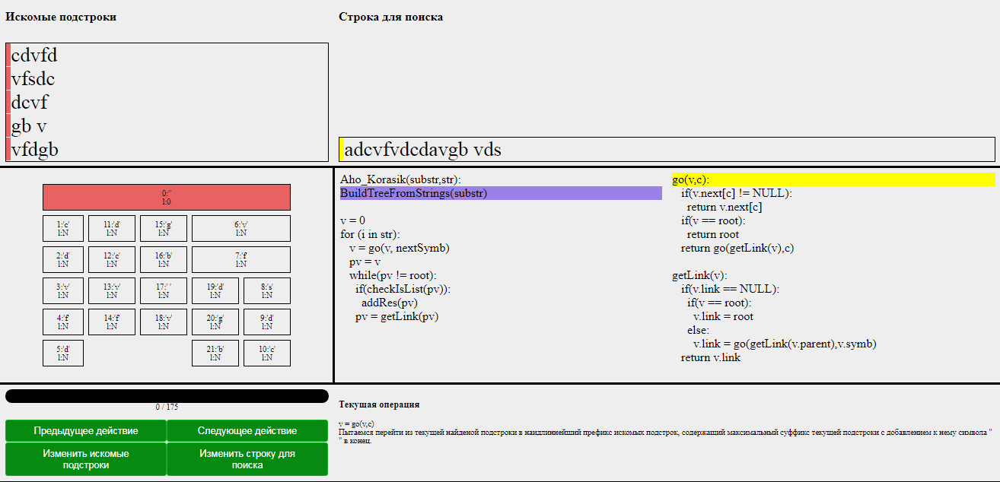 Искомые подстроки
cdvfd
vfsdc
dcvf
gb v
vfdgb
Строка для поиска
adcvfvdcdavgb vds
0:''
l:0
1:'c'
l:N
11:'d'
l:N
15:'g'
l:N
6:'v'
l:N
2:'d'
l:N
12:'c'
l:N
16:'b'
l:N
7:'f'
l:N
3:'v'
l:N
13:'v'
l:N
17:' '
l:N
19:'d'
l:N
8:'s'
l:N
4:'f'
l:N
14:'f'
l:N
18:'v'
l:N
20:'g'
l:N
9:'d'
l:N
5:'d'
l:N
21:'b'
l:N
10:'c'
l:N
Aho_Korasik(substr,str):
BuildTreeFromStrings(substr)
v = 0
for (i in str):
v = go(v, nextSymb)
pv = v
while(pv != root):
if(checkIsList(pv)):
addRes(pv)
pv = getLink(pv)
go(v,c):
if(v.next[c] != NULL):
return v.next[c]
if(v == root):
return root
return go(getLink(v),c)
getLink(v):
if(v.link == NULL):
if(v == root):
v.link = root
else:
v.link = go(getLink(v.parent),v.symb)
return v.link
0 / 175
Предыдущее действие
Следующее действие
Изменить искомые
подстроки
Изменить строку для
поиска
Текущая операция
v = go(v,c)
Пытаемся перейти из текущей найденой подстроки в наидлиннейший префикс искомых подстрок, содержащий максимальный суффикс текущей подстроки с добавлением к нему символа "
" в конец.